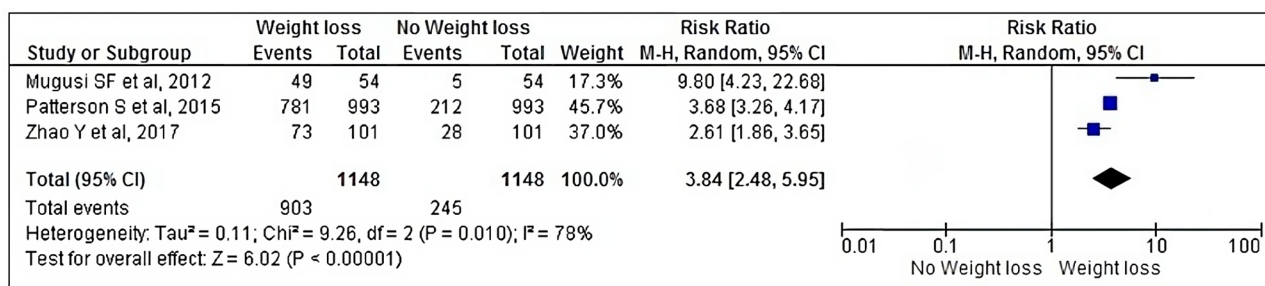 Weight loss No Weight loss Risk Ratio Risk Ratio
Study or Subgroup Events Total Events Total Weight M-H, Random, 95% CI M-H, Random, 95% CI
Mugusi SF et al, 2012 49 54 5 54 17.3% 9.80 [4.23, 22.68]
Patterson S et al, 2015 781 993 212 993 45.7% 3.68 [3.26, 4.17]
Zhao Y et al, 2017 73 101 28 101 37.0% 2.61 [1.86, 3.65]
Total (95% CI) 1148 1148 100.0% 3.84 [2.48, 5.95]
Total events 903 245
Heterogeneity: Tau² = 0.11; Chi² = 9.26, df = 2 (P = 0.010); I² = 78%
Test for overall effect: Z = 6.02 (P < 0.00001)
0.01 0.1 1 10 100
No Weight loss Weight loss